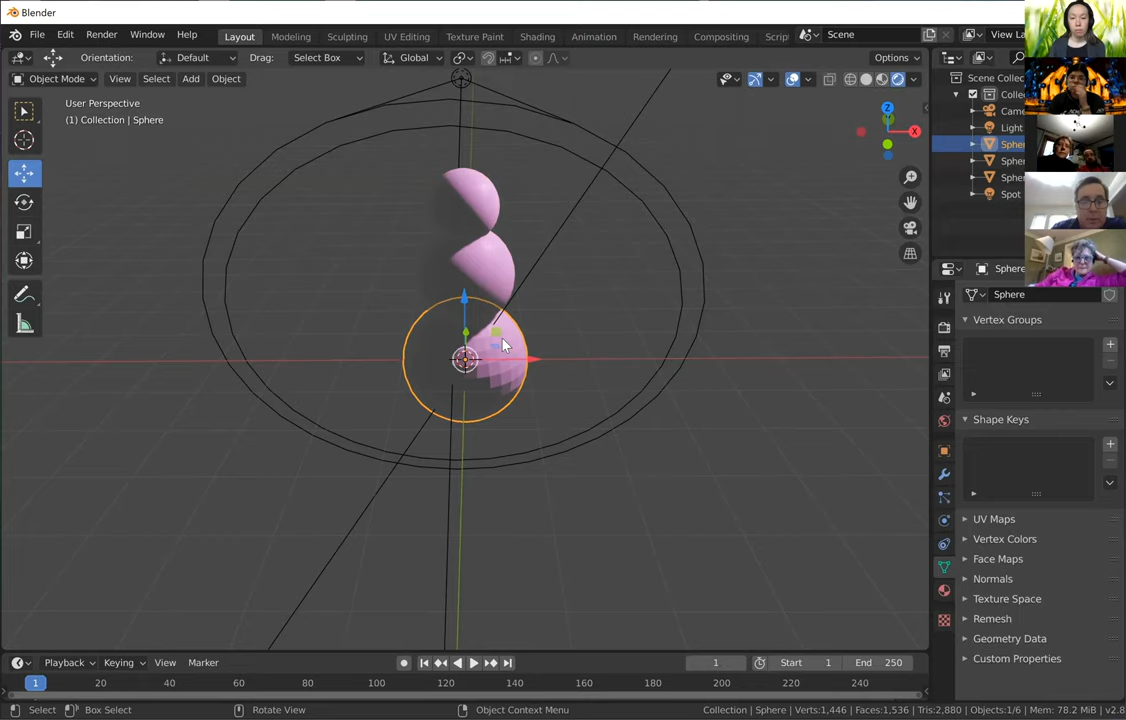 Blender
File Edit Render Window Help
Layout Modeling Sculpting UV Editing Texture Paint Shading Animation Rendering Compositing Scrip
Scene
View La
Orientation: Default Drag: Select Box Global Options
Object Mode View Select Add Object
User Perspective
(1) Collection | Sphere
Z
X
Scene Collec
Collec
Came
Light
Spher
Spher
Spher
Spot
Sphere
Sphere
Vertex Groups
Shape Keys
UV Maps
Vertex Colors
Face Maps
Normals
Texture Space
Remesh
Geometry Data
Custom Properties
Playback Keying View Marker
1 Start 1 End 250
1 20 40 60 80 100 120 140 160 180 200 220 240
Select Box Select Rotate View Object Context Menu
Collection | Sphere | Verts:1,446 | Faces:1,536 | Tris:2,880 | Objects:1/6 | Mem: 78.2 MiB | v2.8